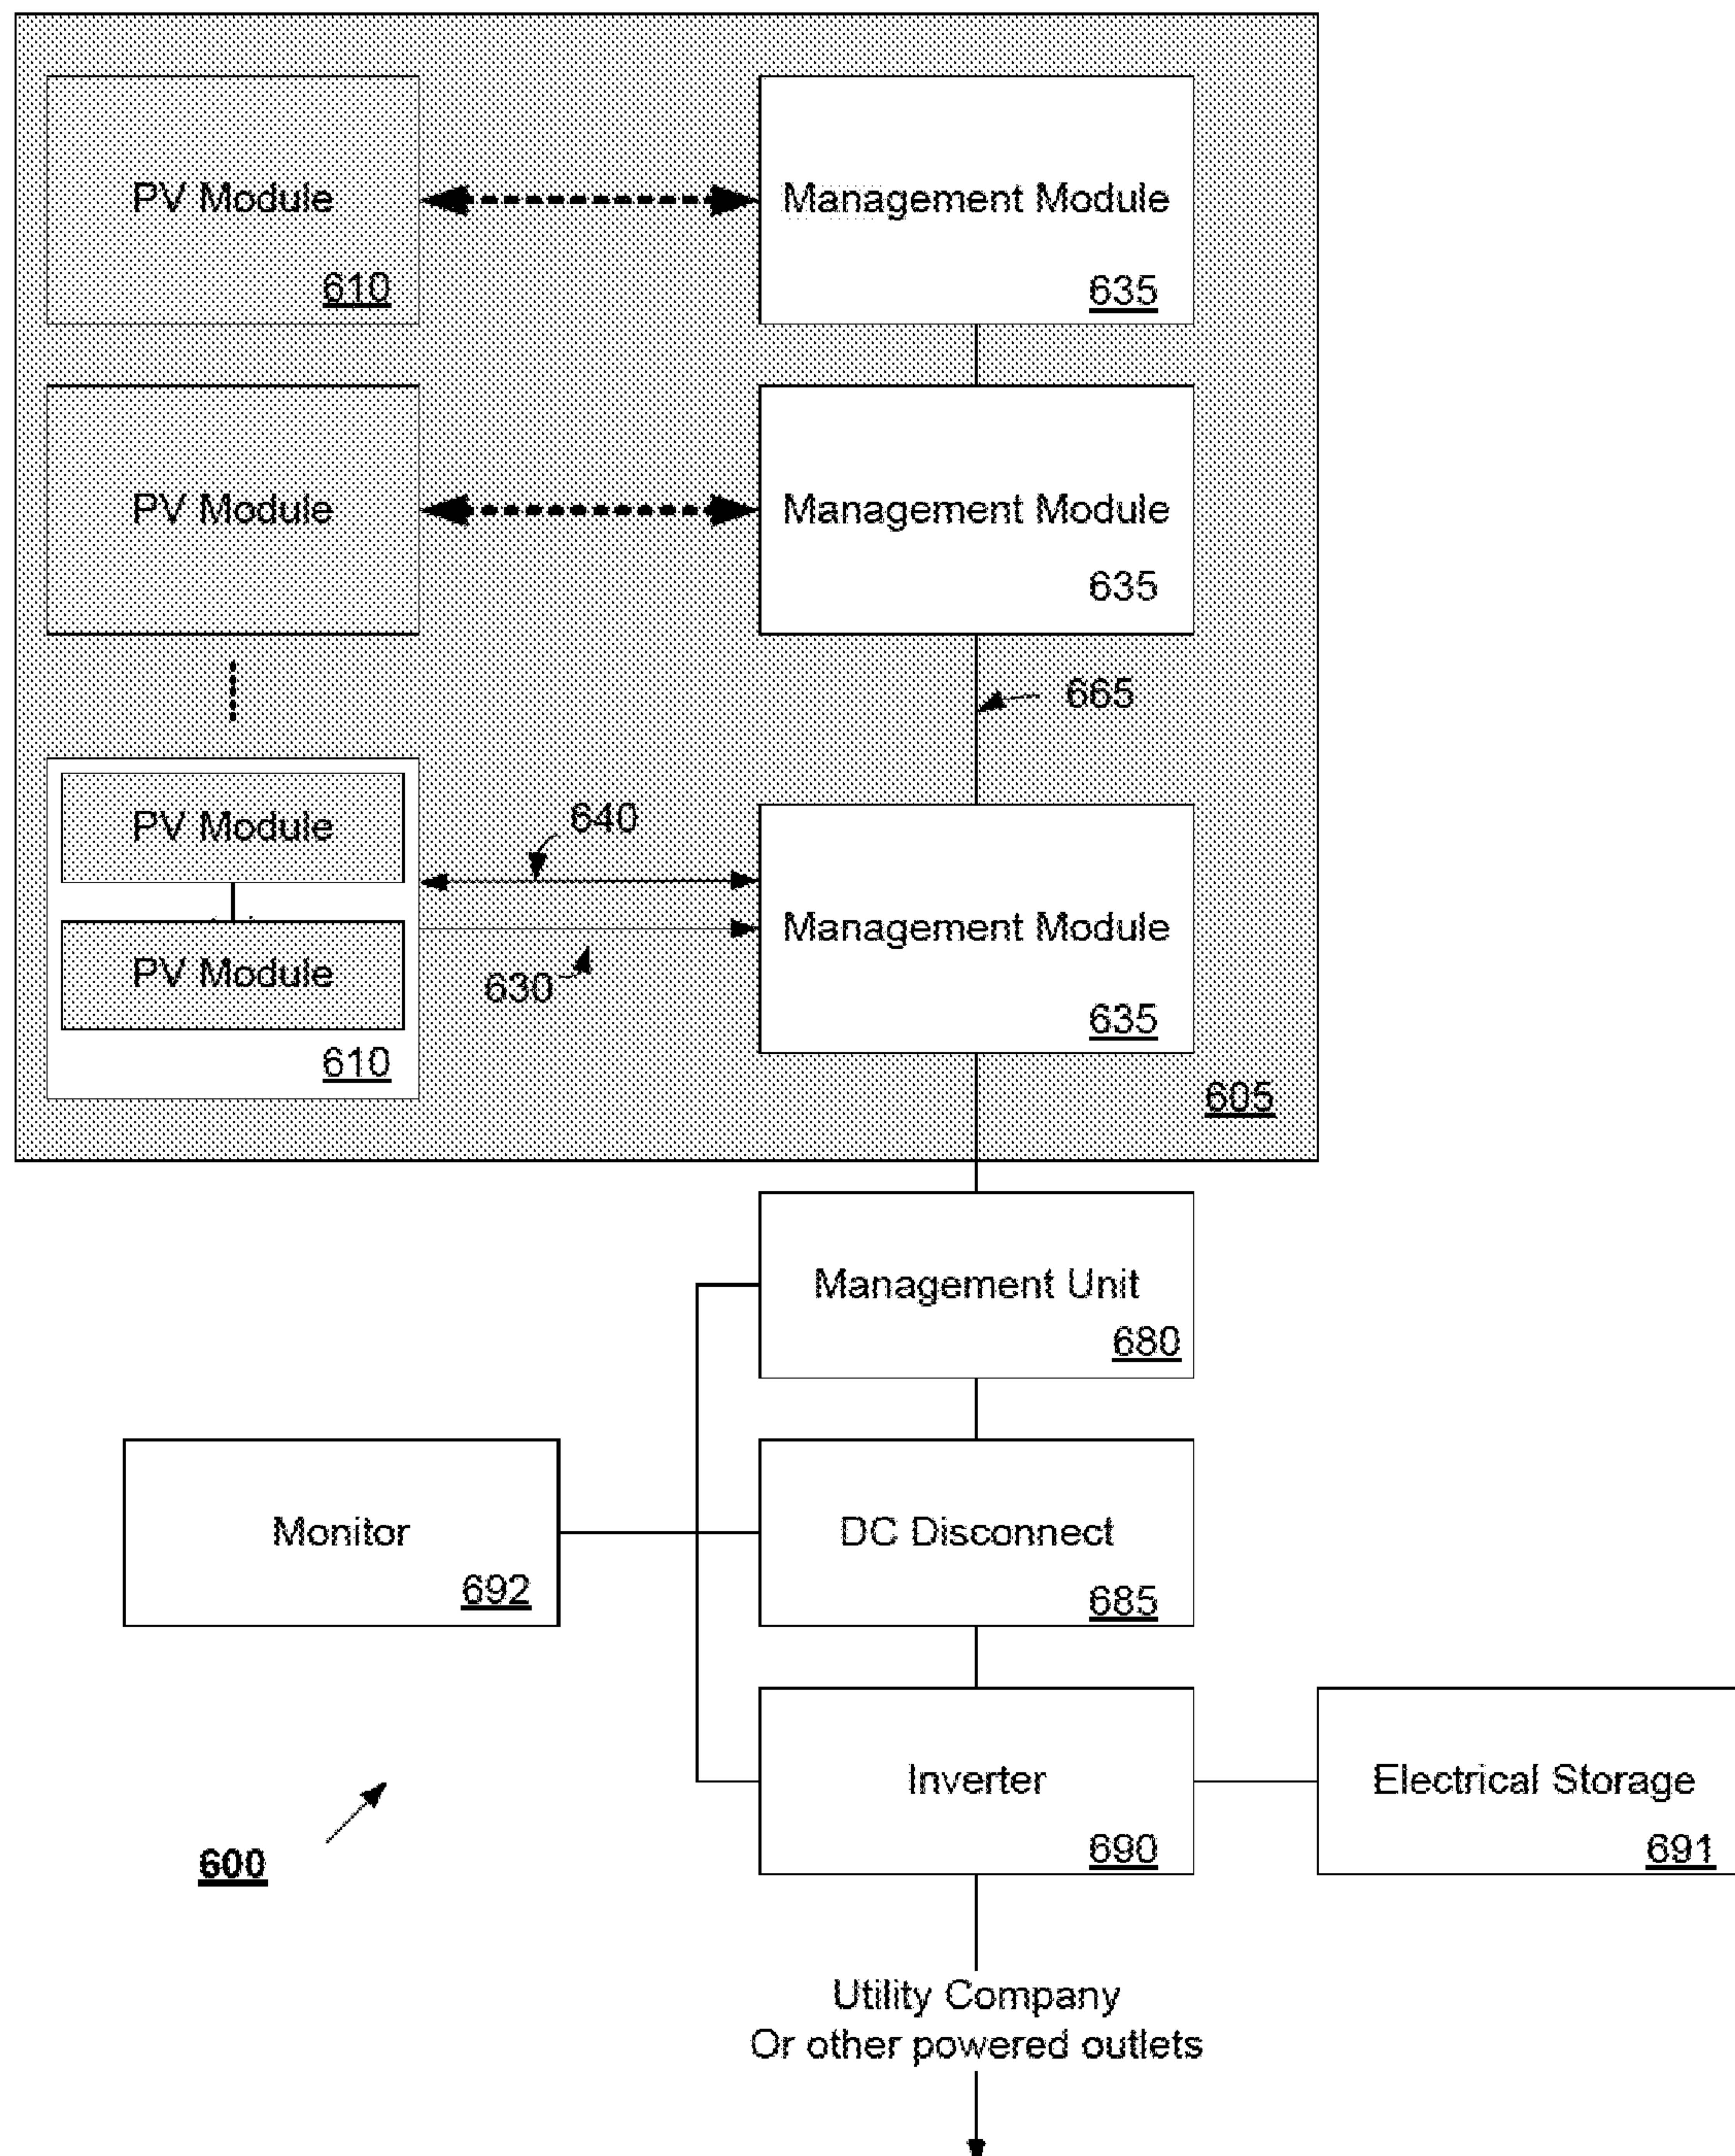 PV Module
610
Management Module
635
PV Module
Management Module
635
665
PV Module
PV Module
610
640
630
Management Module
635
605
Management Unit
680
Monitor
692
DC Disconnect
685
Inverter
690
Electrical Storage
691
600
Utility Company
Or other powered outlets